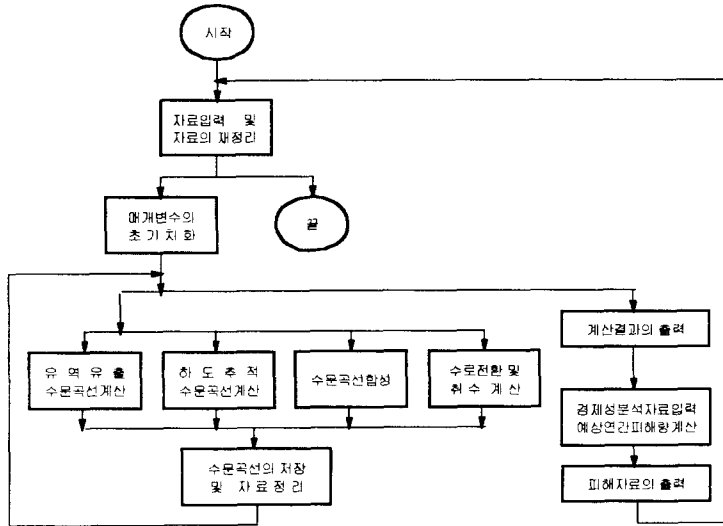 시작
자료입력 및
자료의 재정리
매개변수의
초 기 치 화
끝
유 역 유 출
수문곡선계산
하 도 추 적
수문곡선계산
수문곡선합성
수로전환 및
취 수 계 산
수문곡선의 저장
및 자 료 정 리
계산결과의 출력
경제성분석자료입력
예상연간피해량계산
피해자료의 출력